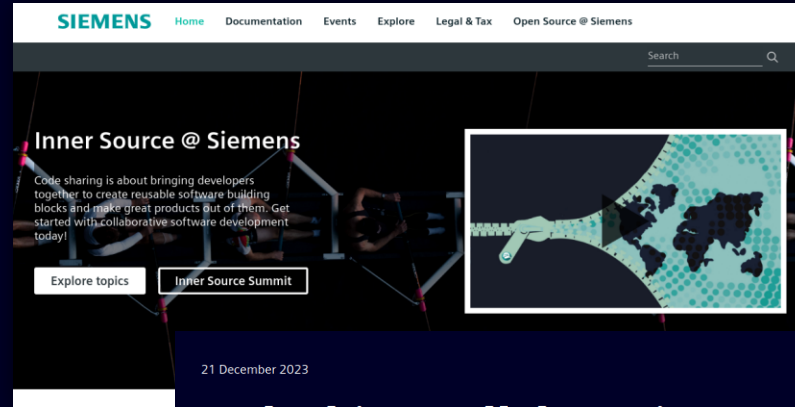 SIEMENS Home Documentation Events Explore Legal & Tax Open Source @ Siemens
Search
Inner Source @ Siemens
Code sharing is about bringing developers
together to create reusable software building
blocks and make great products out of them. Get
started with collaborative software development
today!
Explore topics Inner Source Summit
21 December 2023